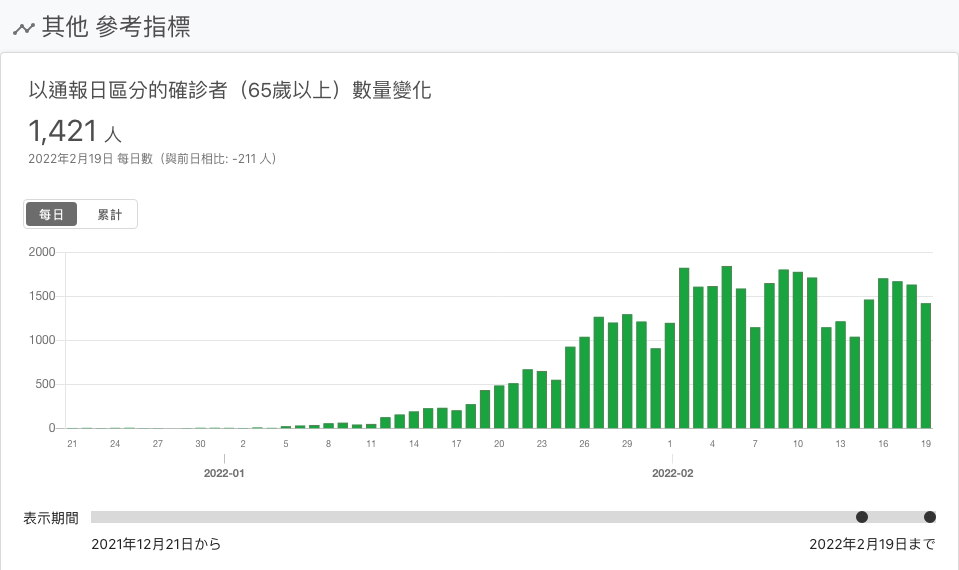 其他 參考指標
以通報日區分的確診者（65歲以上）數量變化
1,421 人
2022年2月19日 每日數（與前日相比: -211 人）
每日 累計
2000
1500
1000
500
0
21 24 27 30 2 5 8 11 14 17 20 23 26 29 1 4 7 10 13 16 19
2022-01 2022-02
表示期間
2021年12月21日から 2022年2月19日まで